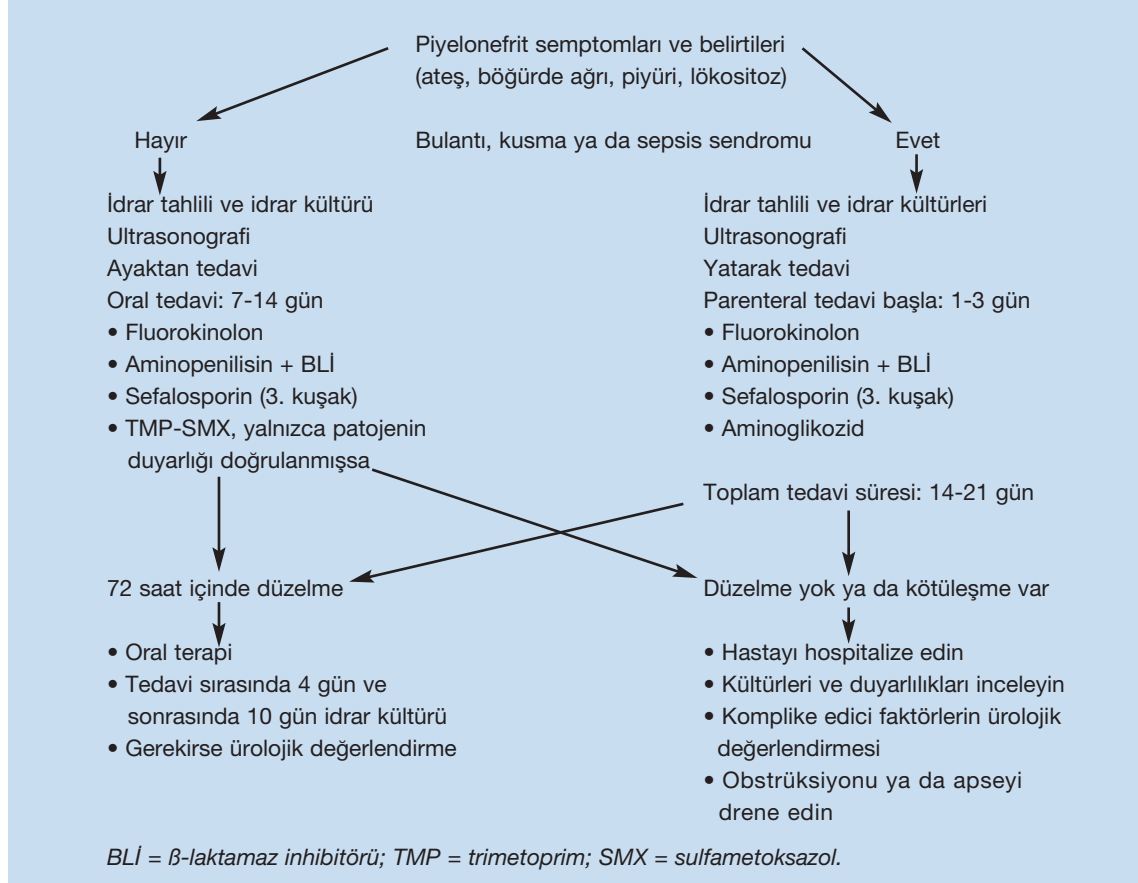 Piyelonefrit semptomları ve belirtileri
(ateş, böğürde ağrı, piyüri, lökositoz)
Hayır
Bulantı, kusma ya da sepsis sendromu
Evet
İdrar tahlili ve idrar kültürü
Ultrasonografi
Ayaktan tedavi
Oral tedavi: 7-14 gün
• Fluorokinolon
• Aminopenilisin + BLİ
• Sefalosporin (3. kuşak)
• TMP-SMX, yalnızca patojenin
duyarlığı doğrulanmışsa
İdrar tahlili ve idrar kültürleri
Ultrasonografi
Yatarak tedavi
Parenteral tedavi başla: 1-3 gün
• Fluorokinolon
• Aminopenilisin + BLİ
• Sefalosporin (3. kuşak)
• Aminoglikozid
Toplam tedavi süresi: 14-21 gün
72 saat içinde düzelme
• Oral terapi
• Tedavi sırasında 4 gün ve
sonrasında 10 gün idrar kültürü
• Gerekirse ürolojik değerlendirme
Düzelme yok ya da kötüleşme var
• Hastayı hospitalize edin
• Kültürleri ve duyarlılıkları inceleyin
• Komplike edici faktörlerin ürolojik
değerlendirmesi
• Obstrüksiyonu ya da apseyi
drene edin
BLİ = ß-laktamaz inhibitörü; TMP = trimetoprim; SMX = sulfametoksazol.